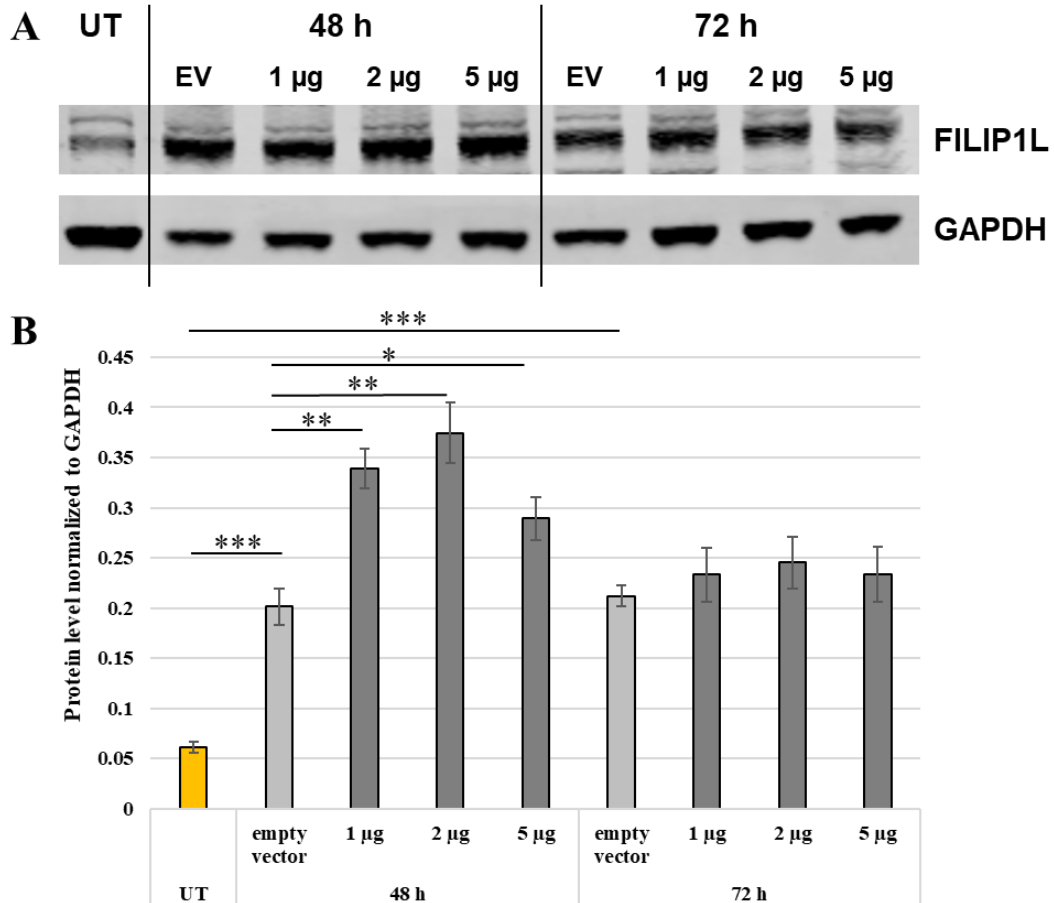 A
UT 48 h 72 h
EV 1 µg 2 µg 5 µg EV 1 µg 2 µg 5 µg
FILIP1L
GAPDH
B
***
*
**
**
***
Protein level normalized to GAPDH
0.45
0.4
0.35
0.3
0.25
0.2
0.15
0.1
0.05
0
empty vector 1 µg 2 µg 5 µg empty vector 1 µg 2 µg 5 µg
UT 48 h 72 h